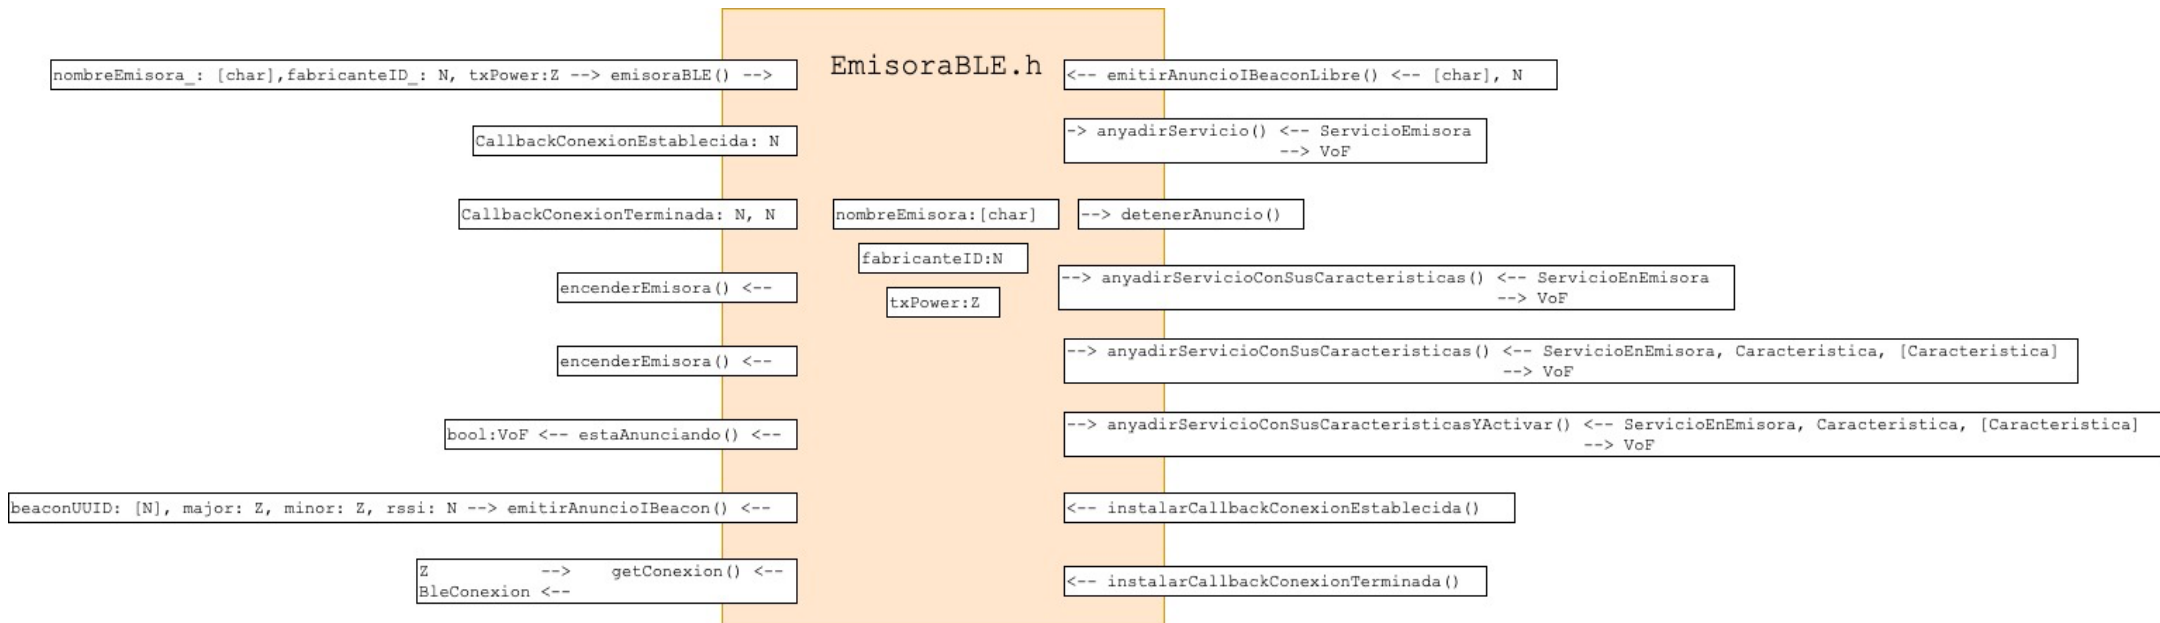 EmisoraBLE.h
nombreEmisora_: [char],fabricanteID_: N, txPower:Z --> emisoraBLE() -->
CallbackConexionEstablecida: N
CallbackConexionTerminada: N, N
encenderEmisora() <--
encenderEmisora() <--
bool:VoF <-- estaAnunciando() <--
beaconUUID: [N], major: Z, minor: Z, rssi: N --> emitirAnuncioIBeacon() <--
Z --> getConexion() <--
BleConexion <--
nombreEmisora:[char]
fabricanteID:N
txPower:Z
<-- emitirAnuncioIBeaconLibre() <-- [char], N
-> anyadirServicio() <-- ServicioEmisora
--> VoF
--> detenerAnuncio()
--> anyadirServicioConSusCaracteristicas() <-- ServicioEnEmisora
--> VoF
--> anyadirServicioConSusCaracteristicas() <-- ServicioEnEmisora, Caracteristica, [Caracteristica]
--> VoF
--> anyadirServicioConSusCaracteristicasYActivar() <-- ServicioEnEmisora, Caracteristica, [Caracteristica]
--> VoF
<-- instalarCallbackConexionEstablecida()
<-- instalarCallbackConexionTerminada()